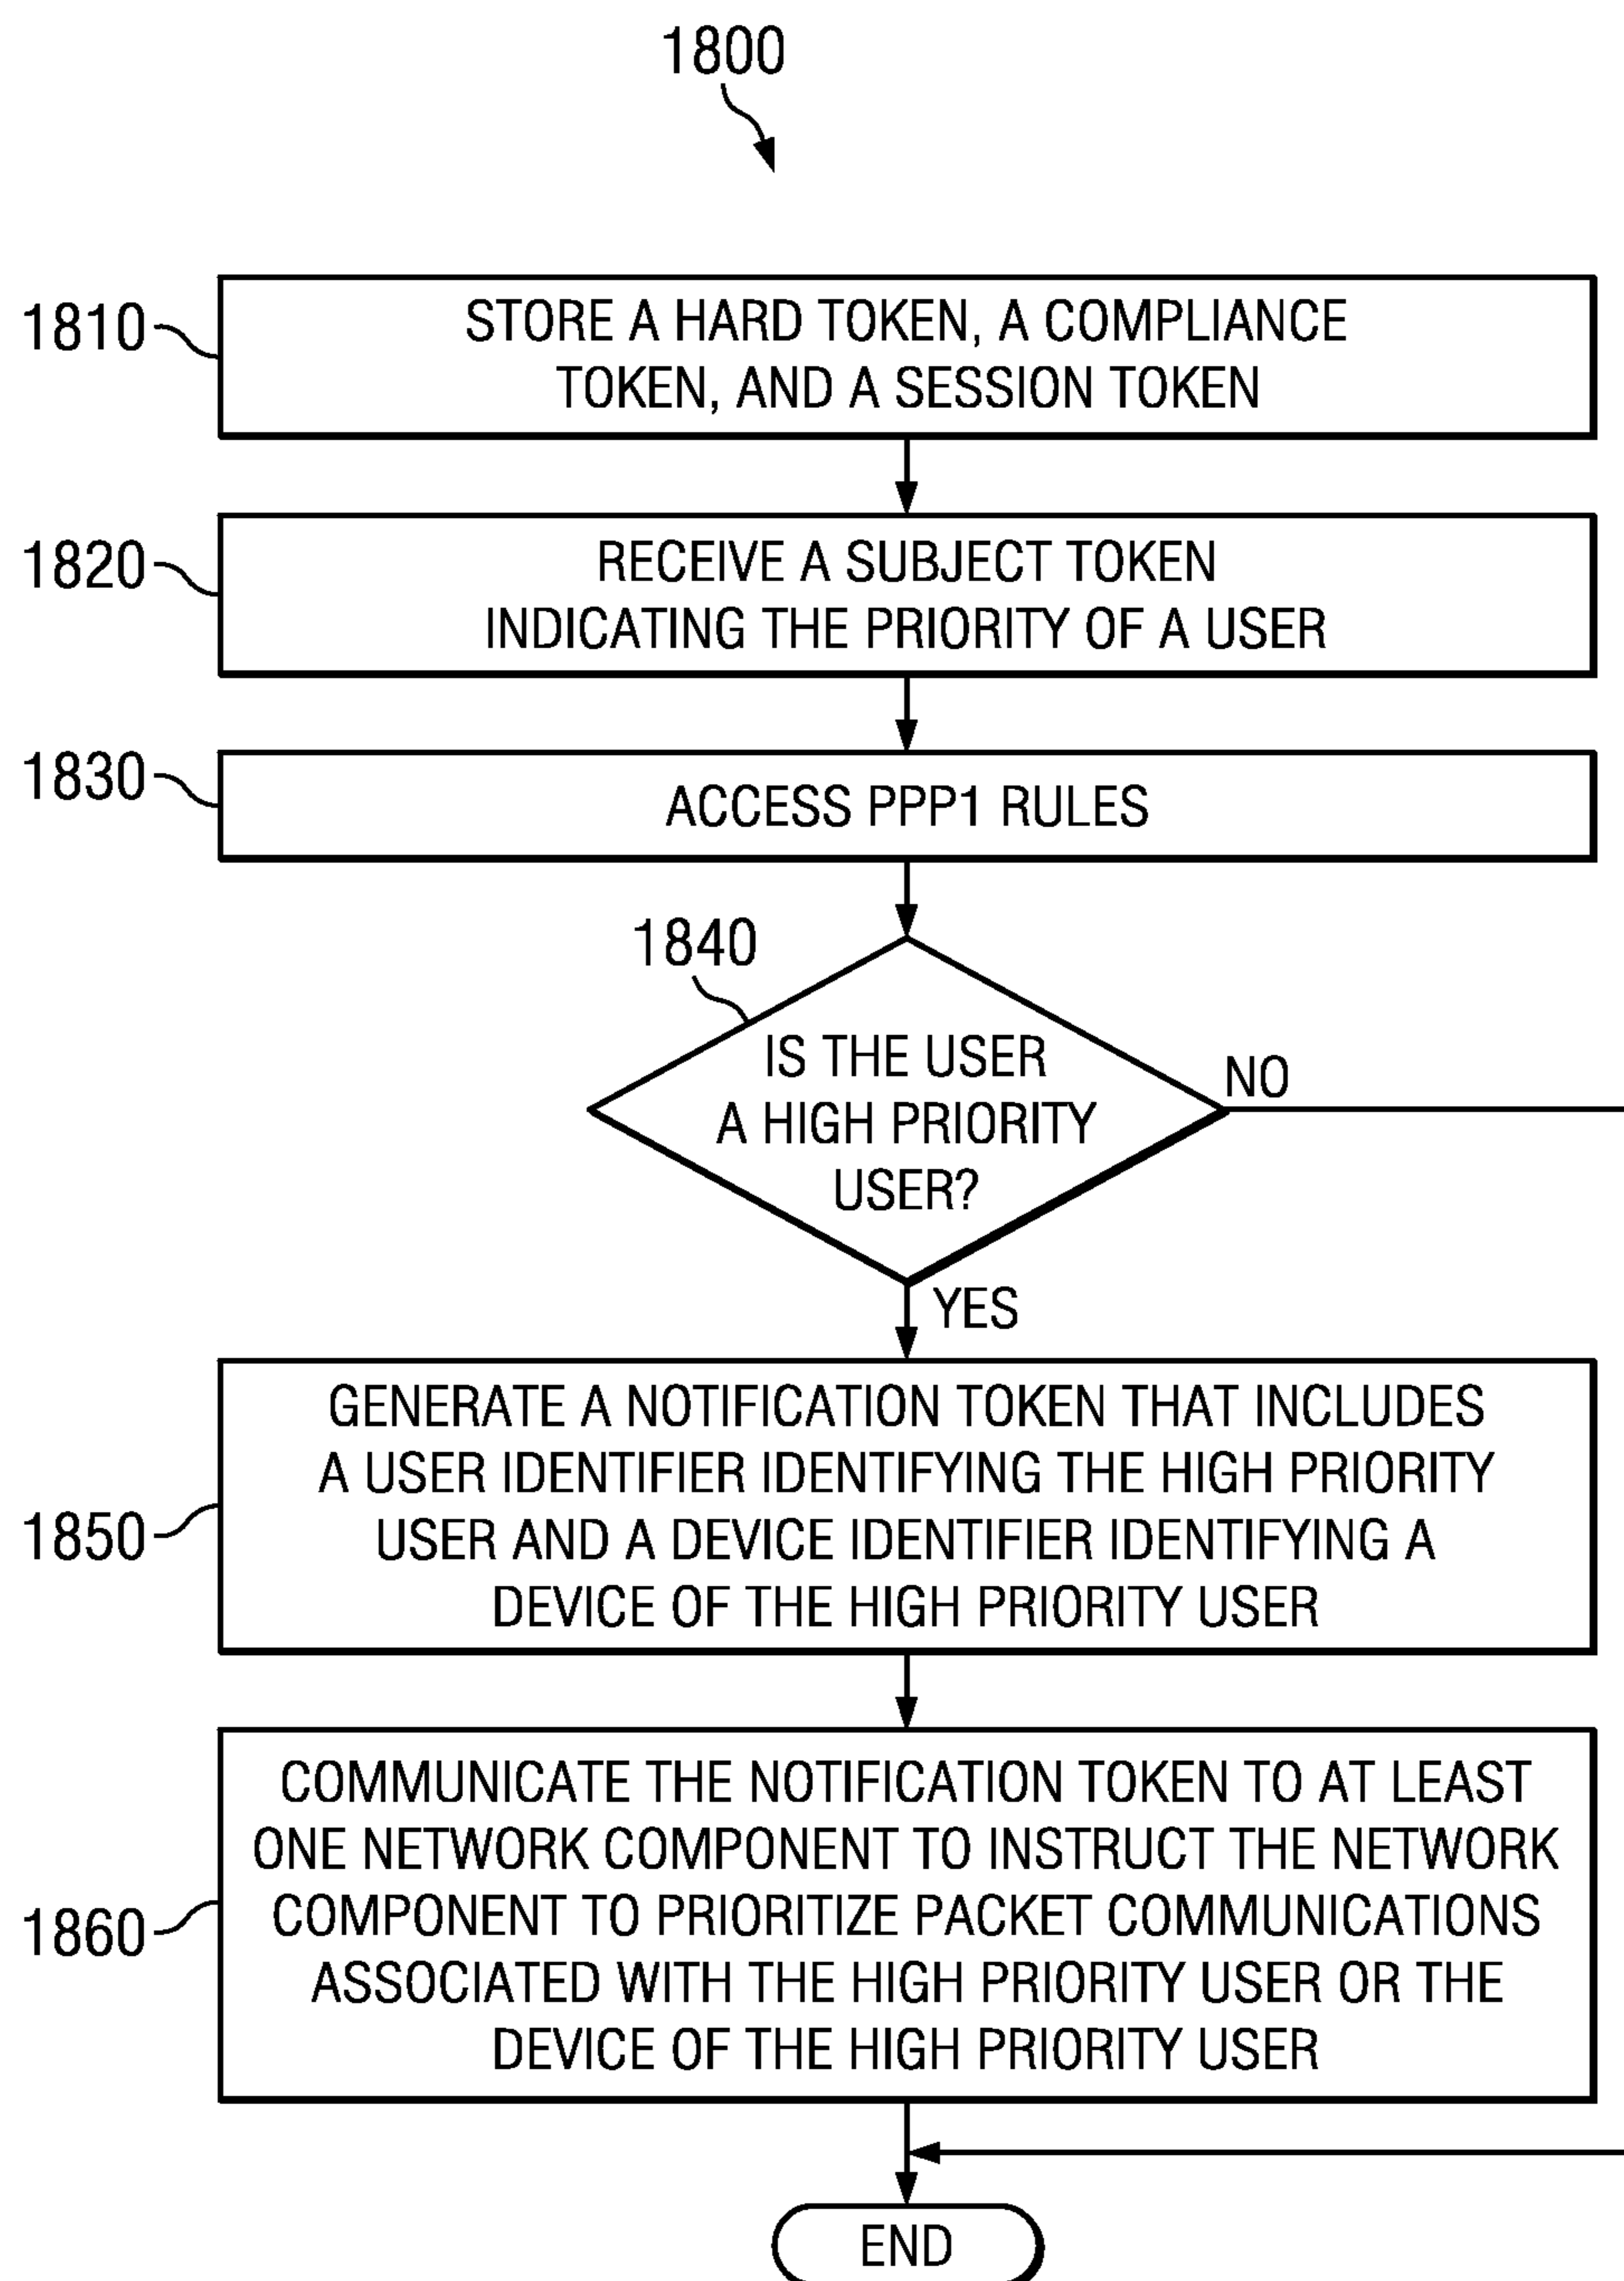 1800
1810
STORE A HARD TOKEN, A COMPLIANCE
TOKEN, AND A SESSION TOKEN
1820
RECEIVE A SUBJECT TOKEN
INDICATING THE PRIORITY OF A USER
1830
ACCESS PPP1 RULES
1840
IS THE USER
A HIGH PRIORITY
USER?
NO
YES
1850
GENERATE A NOTIFICATION TOKEN THAT INCLUDES
A USER IDENTIFIER IDENTIFYING THE HIGH PRIORITY
USER AND A DEVICE IDENTIFIER IDENTIFYING A
DEVICE OF THE HIGH PRIORITY USER
1860
COMMUNICATE THE NOTIFICATION TOKEN TO AT LEAST
ONE NETWORK COMPONENT TO INSTRUCT THE NETWORK
COMPONENT TO PRIORITIZE PACKET COMMUNICATIONS
ASSOCIATED WITH THE HIGH PRIORITY USER OR THE
DEVICE OF THE HIGH PRIORITY USER
END